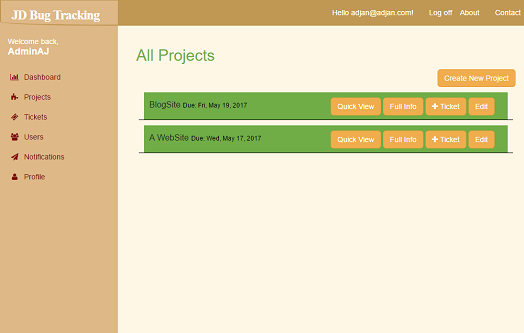 JD Bug Tracking
Hello adjan@adjan.com! Log off About Contact
Welcome back,
AdminAJ
Dashboard
Projects
Tickets
Users
Notifications
Profile
All Projects
Create New Project
BlogSite Due: Fri, May 19, 2017 Quick View Full Info + Ticket Edit
A WebSite Due: Wed, May 17, 2017 Quick View Full Info + Ticket Edit